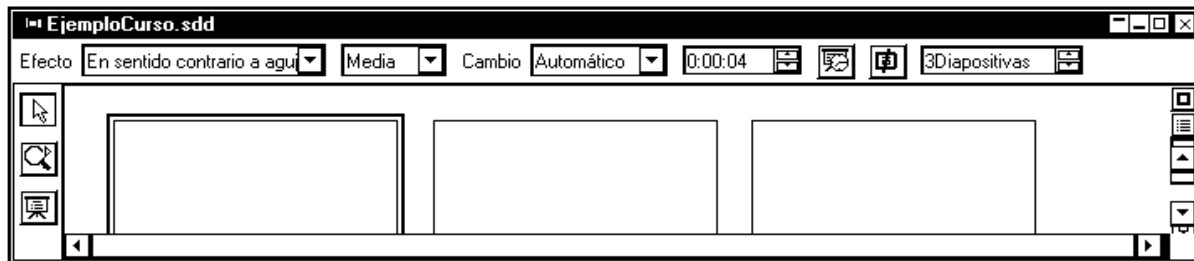 EjemploCurso.sdd
Efecto En sentido contrario a agu Media Cambio Automático 0:00:04 3Diapositivas